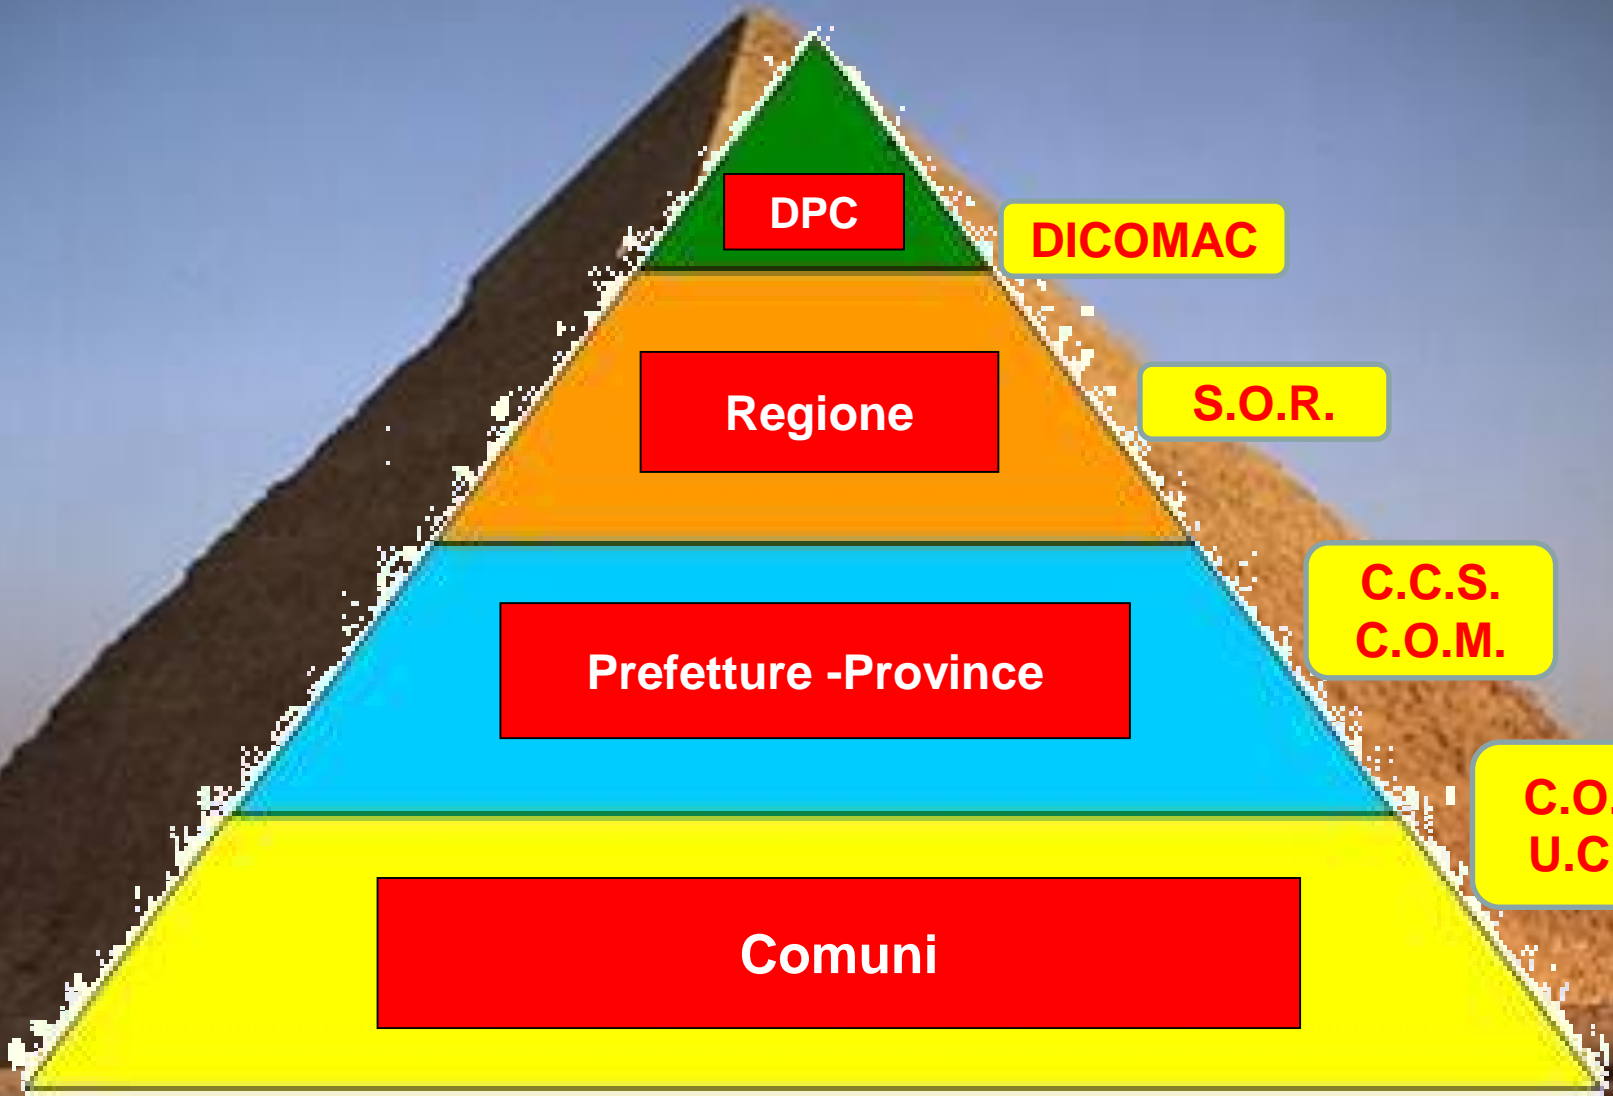 DPC
DICOMAC
Regione
S.O.R.
C.C.S.
C.O.M.
Prefetture -Province
C.O.
U.C
Comuni